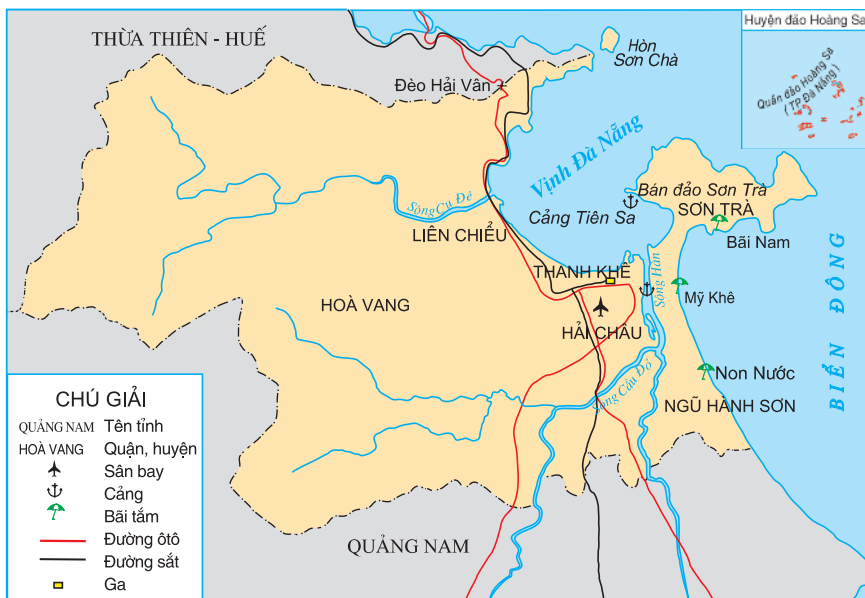 THỪA THIÊN - HUẾ
Hòn
Sơn Chà
Huyện đảo Hoàng Sa
Quần đảo Hoàng Sa
( TP Đà Nẵng )
Đèo Hải Vân
Vịnh Đà Nẵng
Bán đảo Sơn Trà
SƠN TRÀ
Cảng Tiên Sa
Bãi Nam
Sông Cu Đê
LIÊN CHIỂU
THANH KHÊ
HOÀ VANG
Sông Hàn
Mỹ Khê
HẢI CHÂU
BIỂN ĐÔNG
Non Nước
Sông Cầu Đỏ
NGŨ HÀNH SƠN
QUẢNG NAM
CHÚ GIẢI
QUẢNG NAM Tên tỉnh
HOÀ VANG Quận, huyện
Sân bay
Cảng
Bãi tắm
Đường ôtô
Đường sắt
Ga